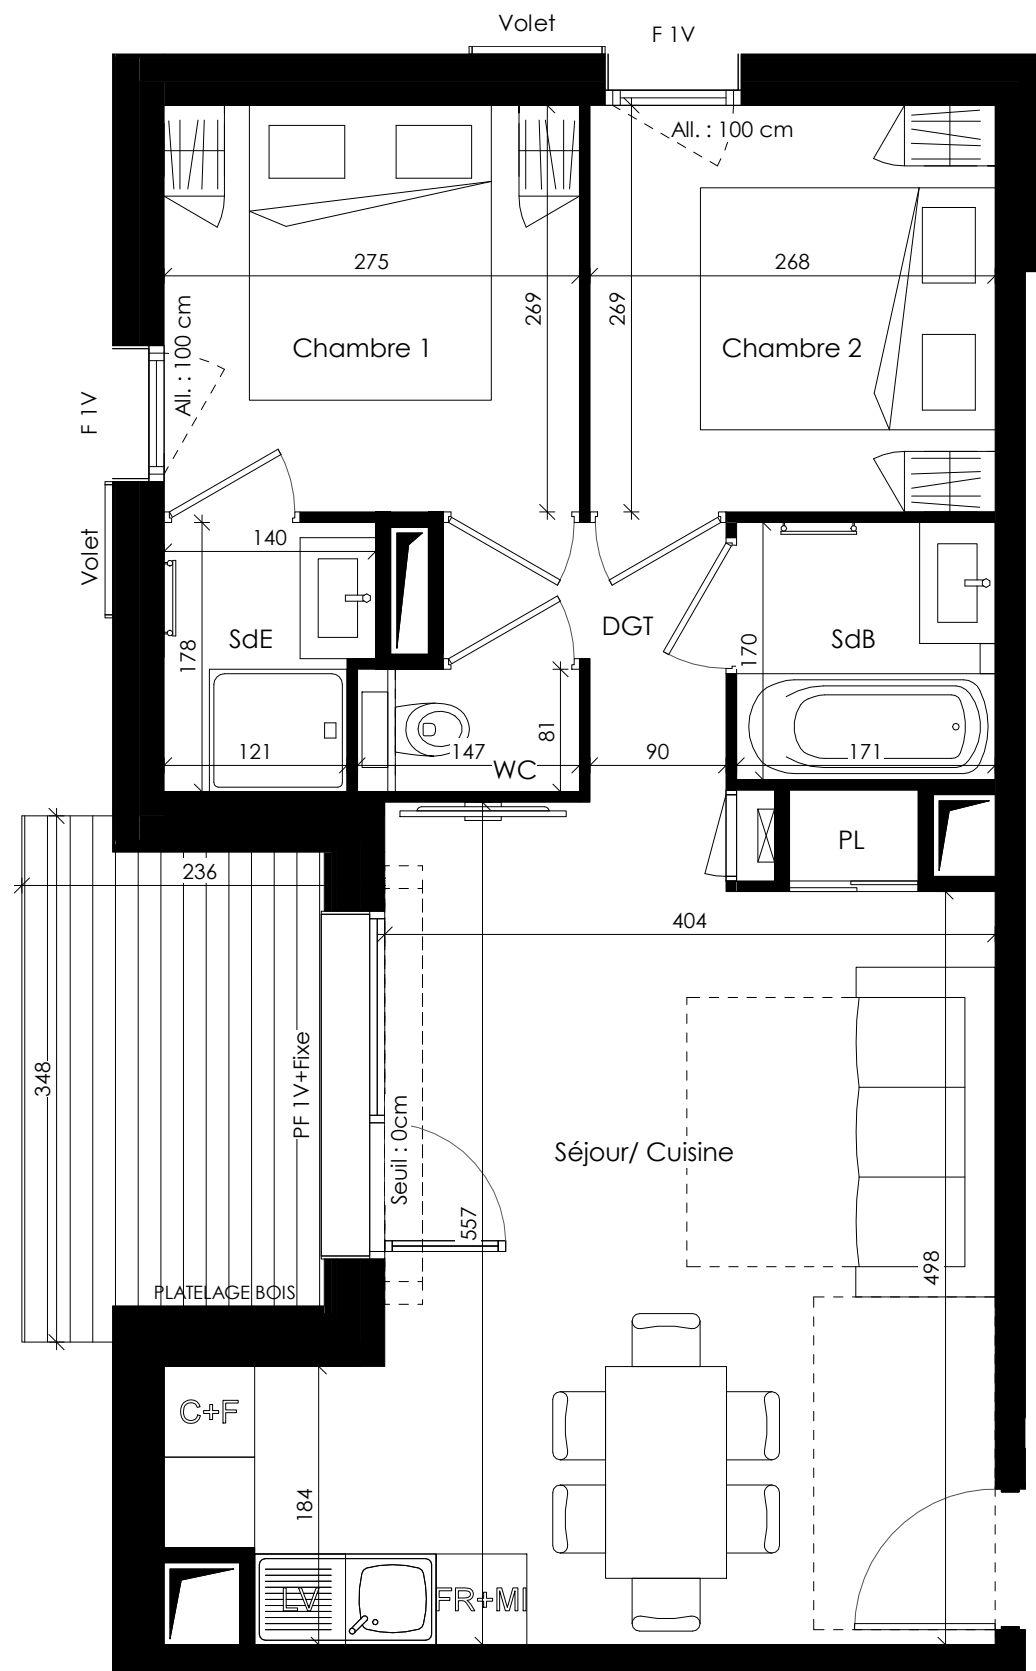 Volet
F 1V
All. : 100 cm
275
268
269
269
All. : 100 cm
Chambre 1
Chambre 2
F 1V
Volet
140
178
SdE
DGT
170
SdB
121
147
81
WC
90
171
PL
236
404
348
PF 1V+Fixe
Seuil : 0cm
Séjour/ Cuisine
557
498
PLATELAGE BOIS
C+F
184
LV
FR+MI